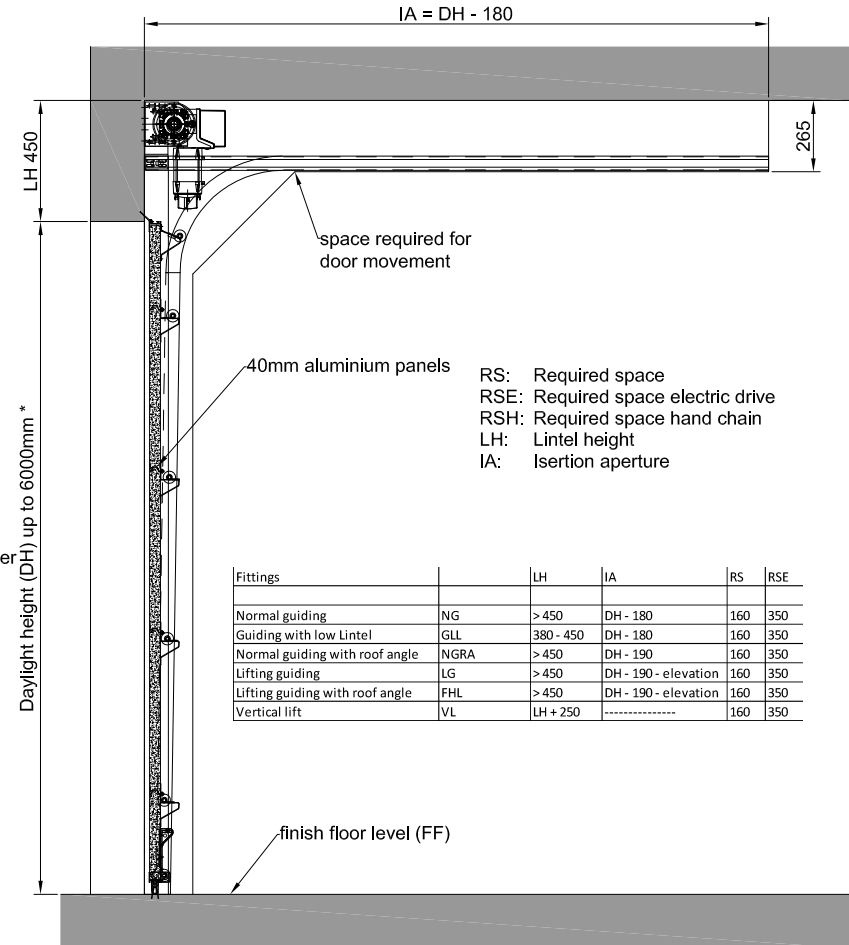 IA = DH - 180
LH 450
265
space required for
door movement
40mm aluminium panels
RS: Required space
RSE: Required space electric drive
RSH: Required space hand chain
LH: Lintel height
IA: Isertion aperture
Daylight height (DH) up to 6000mm *
er
Fittings LH IA RS RSE
Normal guiding NG > 450 DH - 180 160 350
Guiding with low Lintel GLL 380 - 450 DH - 180 160 350
Normal guiding with roof angle NGRA > 450 DH - 190 160 350
Lifting guiding LG > 450 DH - 190 - elevation 160 350
Lifting guiding with roof angle FHL > 450 DH - 190 - elevation 160 350
Vertical lift VL LH + 250 --------------- 160 350
finish floor level (FF)